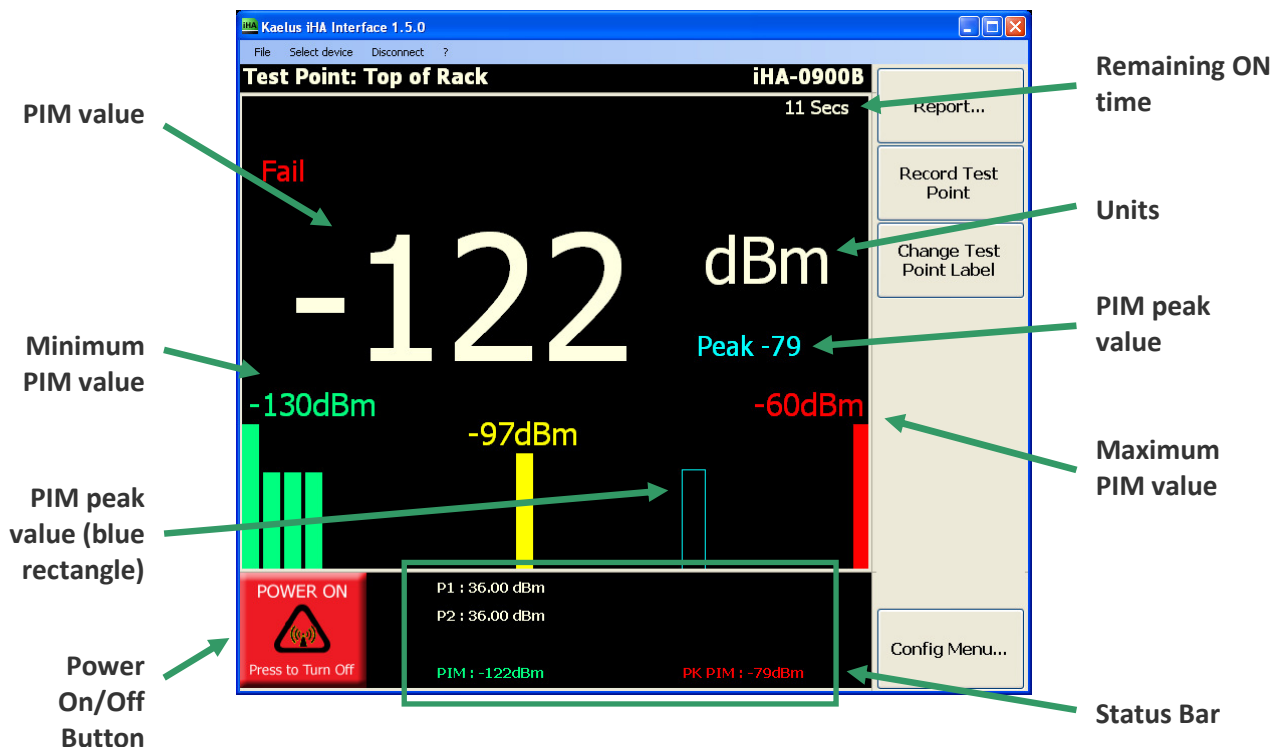 iHA Kaelus iHA Interface 1.5.0
File Select device Disconnect ?
Test Point: Top of Rack iHA-0900B
11 Secs
Fail
-122 dBm
Peak -79
-130dBm
-97dBm
-60dBm
POWER ON
Press to Turn Off
P1 : 36.00 dBm
P2 : 36.00 dBm
PIM : -122dBm PK PIM : -79dBm
Report...
Record Test
Point
Change Test
Point Label
Config Menu...
PIM value
Minimum
PIM value
PIM peak
value (blue
rectangle)
Power
On/Off
Button
Remaining ON
time
Units
PIM peak
value
Maximum
PIM value
Status Bar